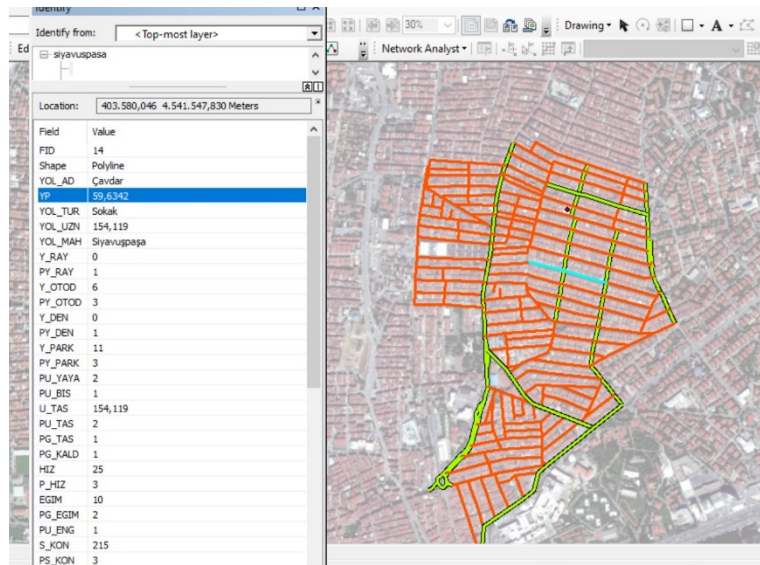 Identify
Identify from: <Top-most layer>
siyavuspasa
Location: 403.580,046 4.541.547,830 Meters
Field Value
FID 14
Shape Polyline
YOL_AD Çavdar
YP 59,6342
YOL_TUR Sokak
YOL_UZN 154,119
YOL_MAH Siyavuşpaşa
Y_RAY 0
PY_RAY 1
Y_OTOD 6
PY_OTOD 3
Y_DEN 0
PY_DEN 1
Y_PARK 11
PY_PARK 3
PU_YAYA 2
PU_BIS 1
U_TAS 154,119
PU_TAS 2
PG_TAS 1
PG_KALD 1
HIZ 25
P_HIZ 3
EGIM 10
PG_EGIM 2
PU_ENG 1
S_KON 215
PS_KON 3
30%
Drawing
A
Ed
Network Analyst